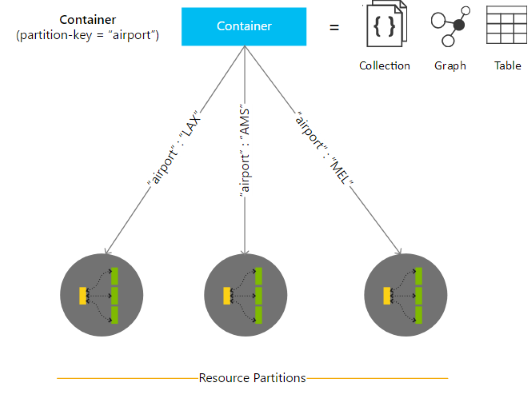 Container
(partition-key = “airport”)
Container
=
{}
Collection
Graph
Table
“airport” : “LAX”
“airport” : “AMS”
“airport” : “MEL”
Resource Partitions